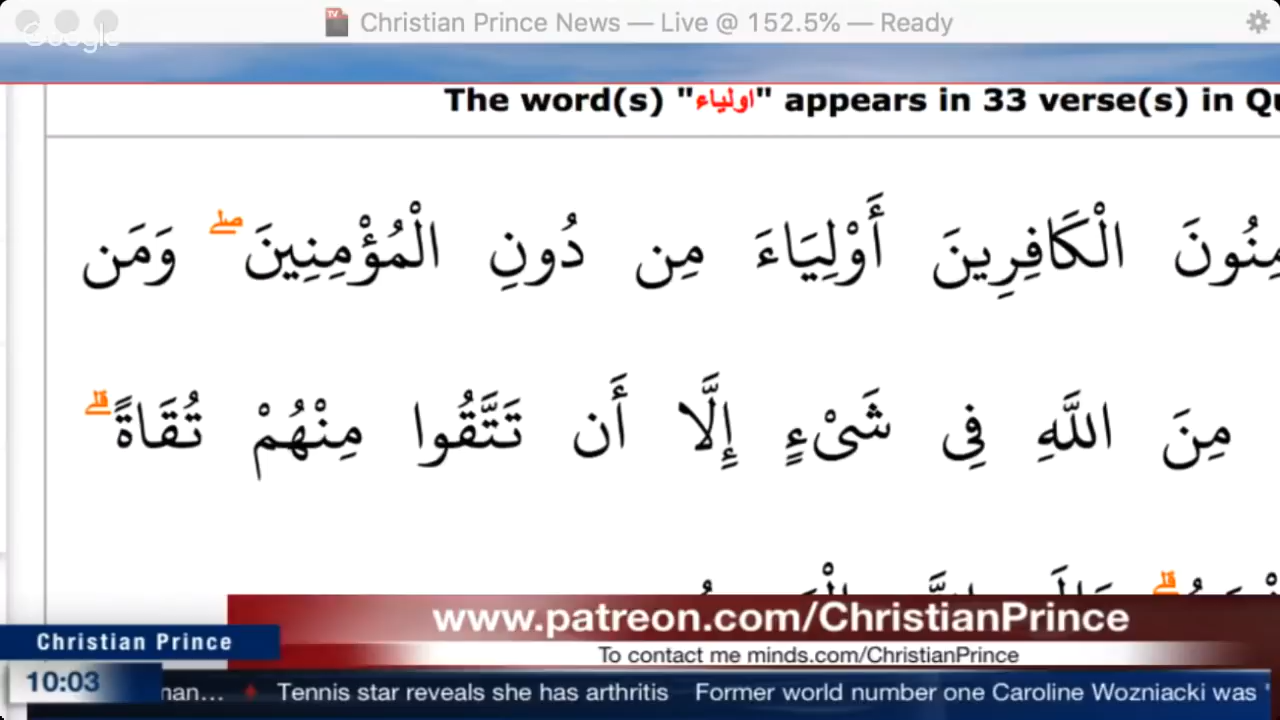 Christian Prince News — Live @ 152.5% — Ready
Google
The word(s) "اولياء" appears in 33 verse(s) in Qu
الْكَافِرِينَ أَوْلِيَاءَ مِن دُونِ الْمُؤْمِنِينَ ۖ وَمَن
مِنَ اللَّهِ فِى شَىْءٍ إِلَّا أَن تَتَّقُوا مِنْهُمْ تُقَاةً ۗ
www.patreon.com/ChristianPrince
Christian Prince
To contact me minds.com/ChristianPrince
10:03
Tennis star reveals she has arthritis Former world number one Caroline Wozniacki was '